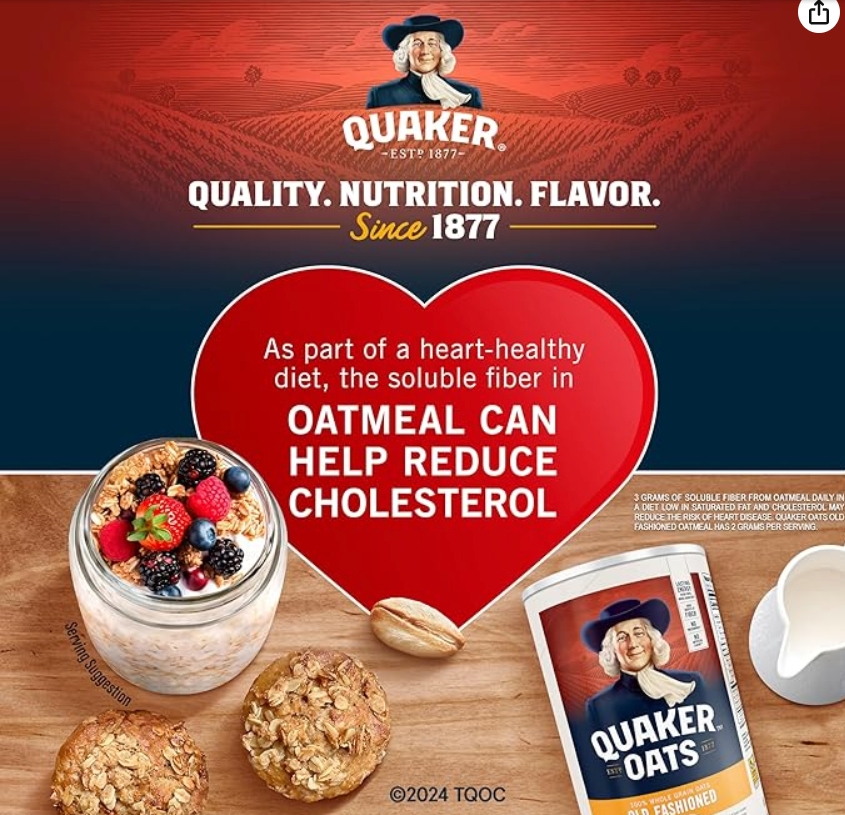 QUAKER®
-ESTD 1877-
QUALITY. NUTRITION. FLAVOR.
Since 1877
As part of a heart-healthy
diet, the soluble fiber in
OATMEAL CAN
HELP REDUCE
CHOLESTEROL
3 GRAMS OF SOLUBLE FIBER FROM OATMEAL DAILY IN
A DIET LOW IN SATURATED FAT AND CHOLESTEROL MAY
REDUCE THE RISK OF HEART DISEASE. QUAKER OATS OLD
FASHIONED OATMEAL HAS 2 GRAMS PER SERVING.
Serving Suggestion
QUAKER™
OATS
100% WHOLE GRAIN OATS
OLD FASHIONED
©2024 TQOC